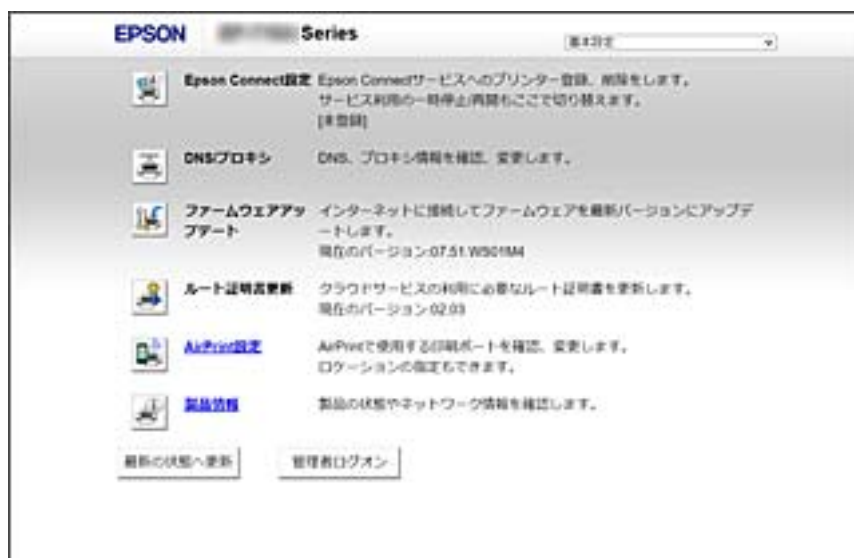 EPSON Series
基本設定
Epson Connect設定 Epson Connectサービスへのプリンター登録、削除をします。
サービス利用の一時停止/再開もここで切り替えます。
[未登録]
DNS/プロキシ DNS、プロキシ情報を確認、変更します。
ファームウェアアップデート インターネットに接続してファームウェアを最新バージョンにアップデ
ートします。
現在のバージョン:07.51.W501M4
ルート証明書更新 クラウドサービスの利用に必要なルート証明書を更新します。
現在のバージョン:02.03
AirPrint設定 AirPrintで使用する印刷ポートを確認、変更します。
ロケーションの指定もできます。
製品情報 製品の状態やネットワーク情報を確認します。
最新の状態へ更新 管理者ログオン